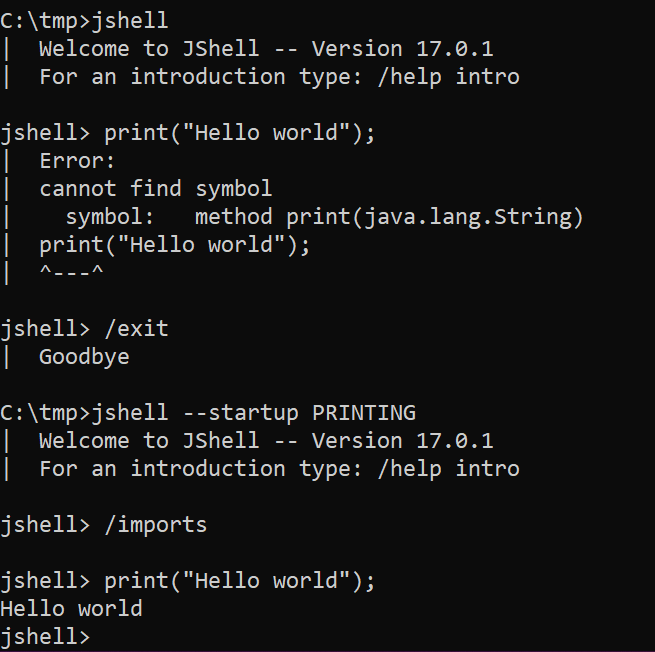 C:\tmp>jshell
|  Welcome to JShell -- Version 17.0.1
|  For an introduction type: /help intro
jshell> print("Hello world");
|  Error:
|  cannot find symbol
|    symbol:   method print(java.lang.String)
|  print("Hello world");
|  ^---^
jshell> /exit
|  Goodbye
C:\tmp>jshell --startup PRINTING
|  Welcome to JShell -- Version 17.0.1
|  For an introduction type: /help intro
jshell> /imports
jshell> print("Hello world");
Hello world
jshell>